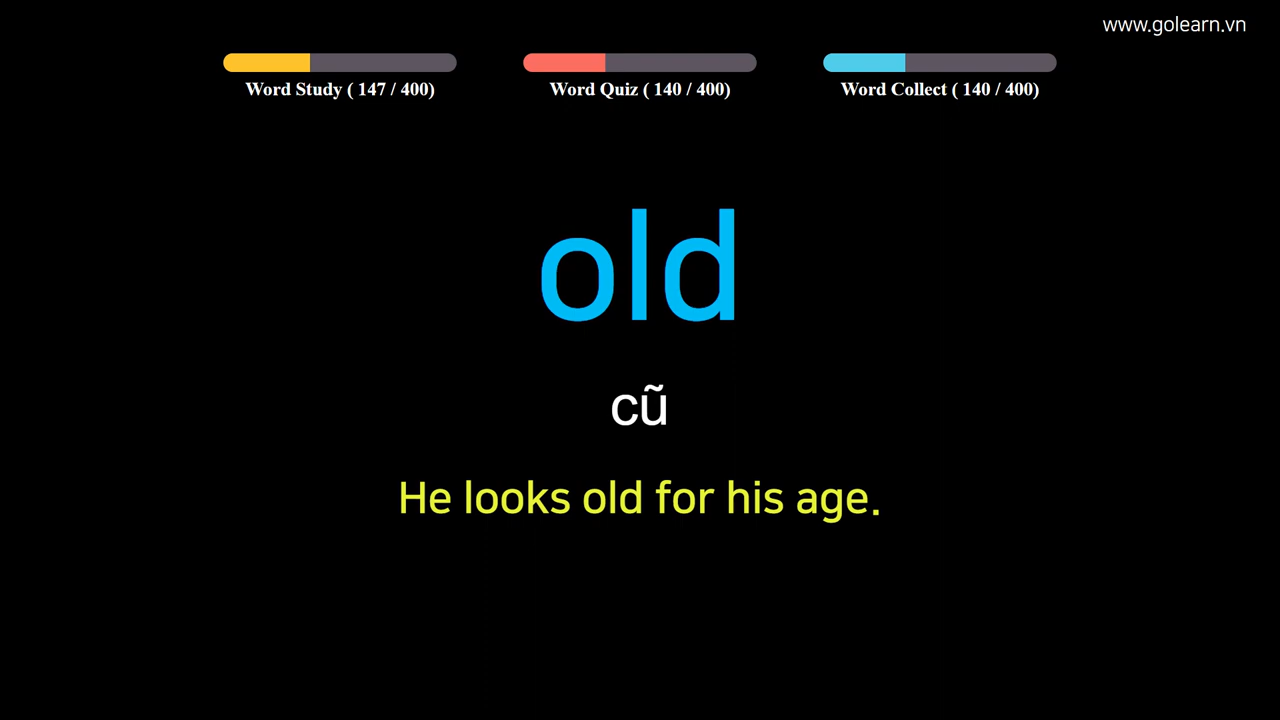 www.golearn.vn
Word Study ( 147 / 400)
Word Quiz ( 140 / 400)
Word Collect ( 140 / 400)
old
cũ
He looks old for his age.